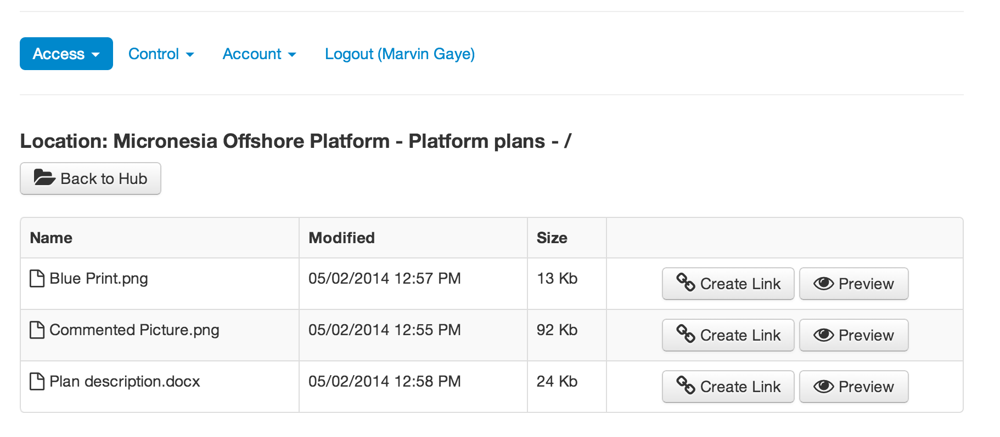 Access Control Account Logout (Marvin Gaye)
Location: Micronesia Offshore Platform - Platform plans - /
Back to Hub
Name Modified Size
Blue Print.png 05/02/2014 12:57 PM 13 Kb Create Link Preview
Commented Picture.png 05/02/2014 12:55 PM 92 Kb Create Link Preview
Plan description.docx 05/02/2014 12:58 PM 24 Kb Create Link Preview